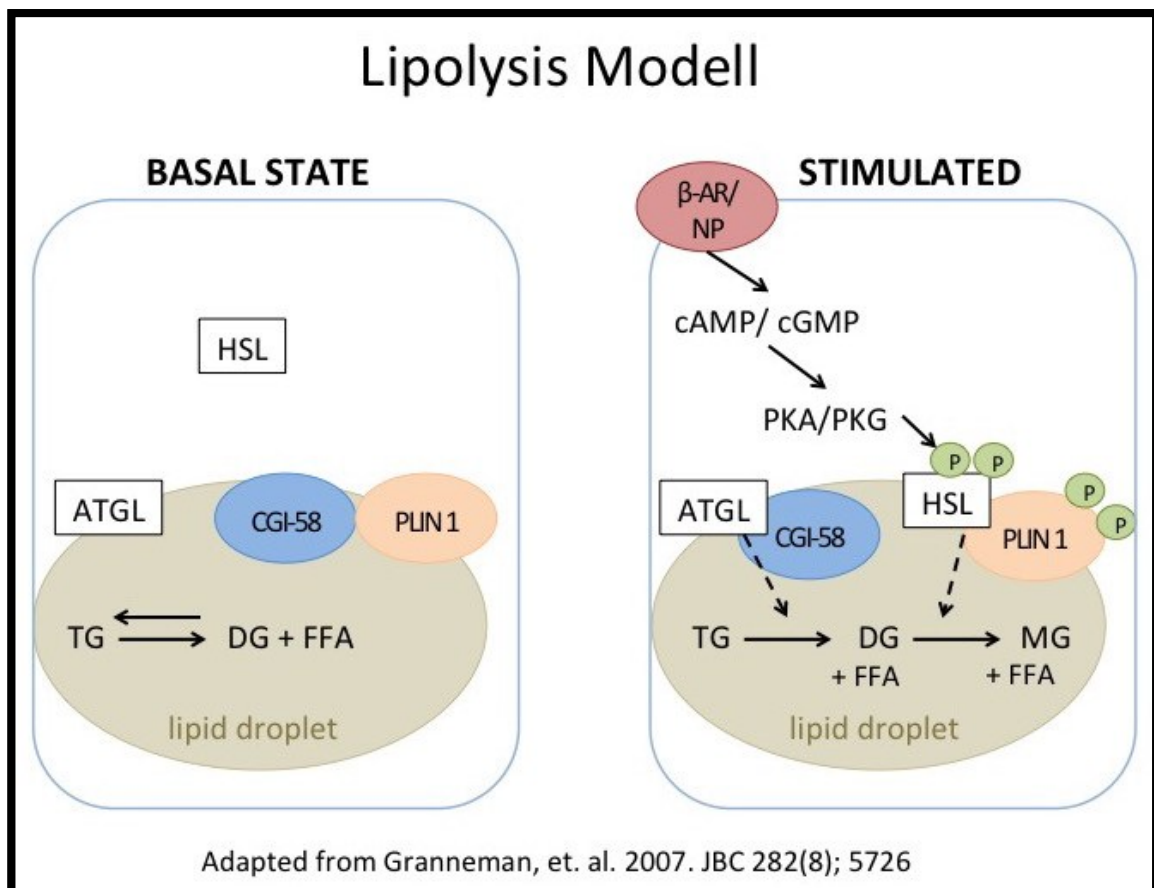 Lipolysis Modell
BASAL STATE
HSL
ATGL
CGI-58
PLIN 1
TG
DG + FFA
lipid droplet
STIMULATED
β-AR/
NP
cAMP/ cGMP
PKA/PKG
P
P
HSL
P
P
ATGL
CGI-58
PLIN 1
TG
DG
MG
+ FFA
+ FFA
lipid droplet
Adapted from Granneman, et. al. 2007. JBC 282(8); 5726